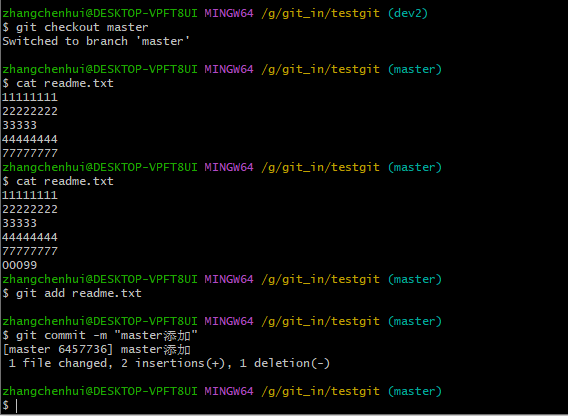 zhangchenhui@DESKTOP-VPFT8UI MINGW64 /g/git_in/testgit (dev2)
$ git checkout master
Switched to branch 'master'
zhangchenhui@DESKTOP-VPFT8UI MINGW64 /g/git_in/testgit (master)
$ cat readme.txt
11111111
22222222
33333
44444444
77777777
zhangchenhui@DESKTOP-VPFT8UI MINGW64 /g/git_in/testgit (master)
$ cat readme.txt
11111111
22222222
33333
44444444
77777777
00099
zhangchenhui@DESKTOP-VPFT8UI MINGW64 /g/git_in/testgit (master)
$ git add readme.txt
zhangchenhui@DESKTOP-VPFT8UI MINGW64 /g/git_in/testgit (master)
$ git commit -m "master添加"
[master 6457736] master添加
1 file changed, 2 insertions(+), 1 deletion(-)
zhangchenhui@DESKTOP-VPFT8UI MINGW64 /g/git_in/testgit (master)
$